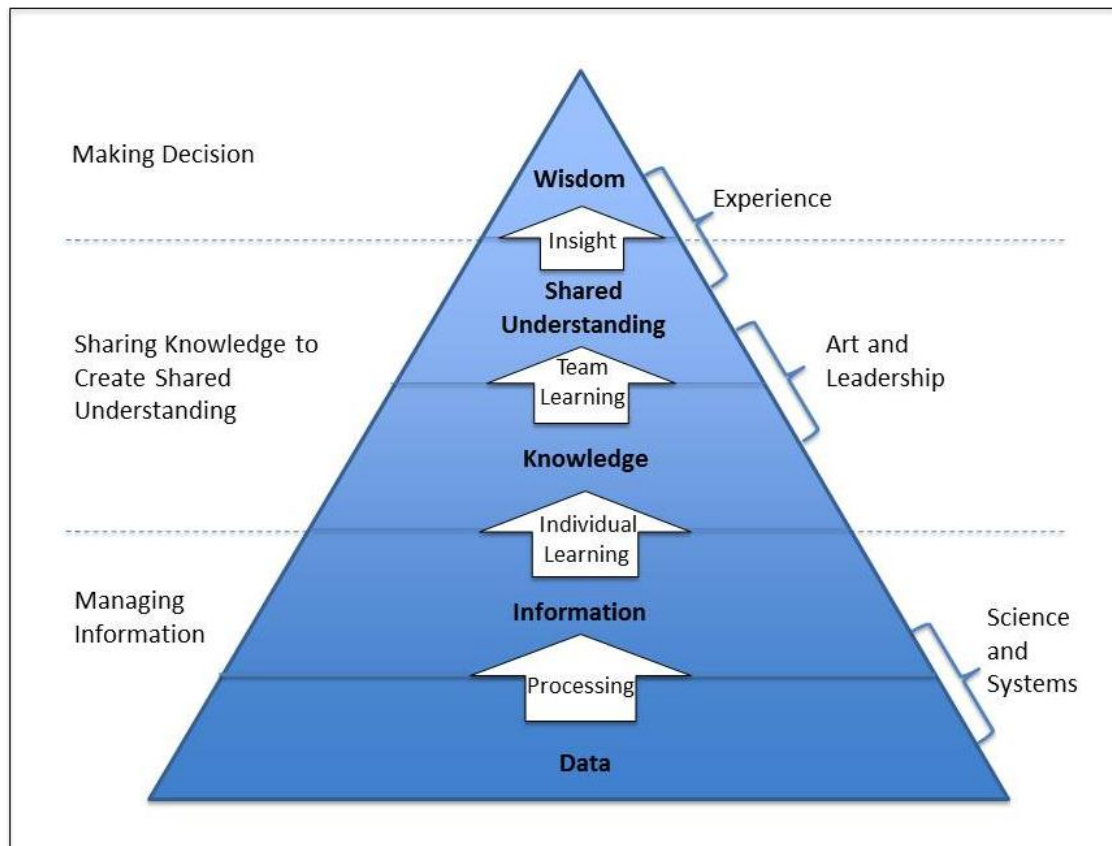 Making Decision
Wisdom
Experience
Insight
Shared
Understanding
Sharing Knowledge to
Create Shared
Understanding
Art and
Leadership
Team
Learning
Knowledge
Individual
Learning
Managing
Information
Information
Science
and
Systems
Processing
Data